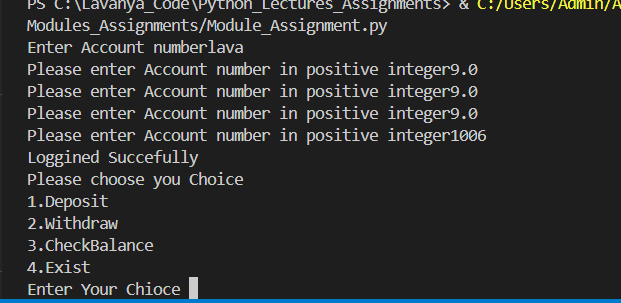 PS C:\Lavanya_Code\Python_Lectures_Assignments> & C:/Users/Admin/A
Modules_Assignments/Module_Assignment.py
Enter Account numberlava
Please enter Account number in positive integer9.0
Please enter Account number in positive integer9.0
Please enter Account number in positive integer9.0
Please enter Account number in positive integer1006
Loggined Succefully
Please choose you Choice
1.Deposit
2.Withdraw
3.CheckBalance
4.Exist
Enter Your Chioce